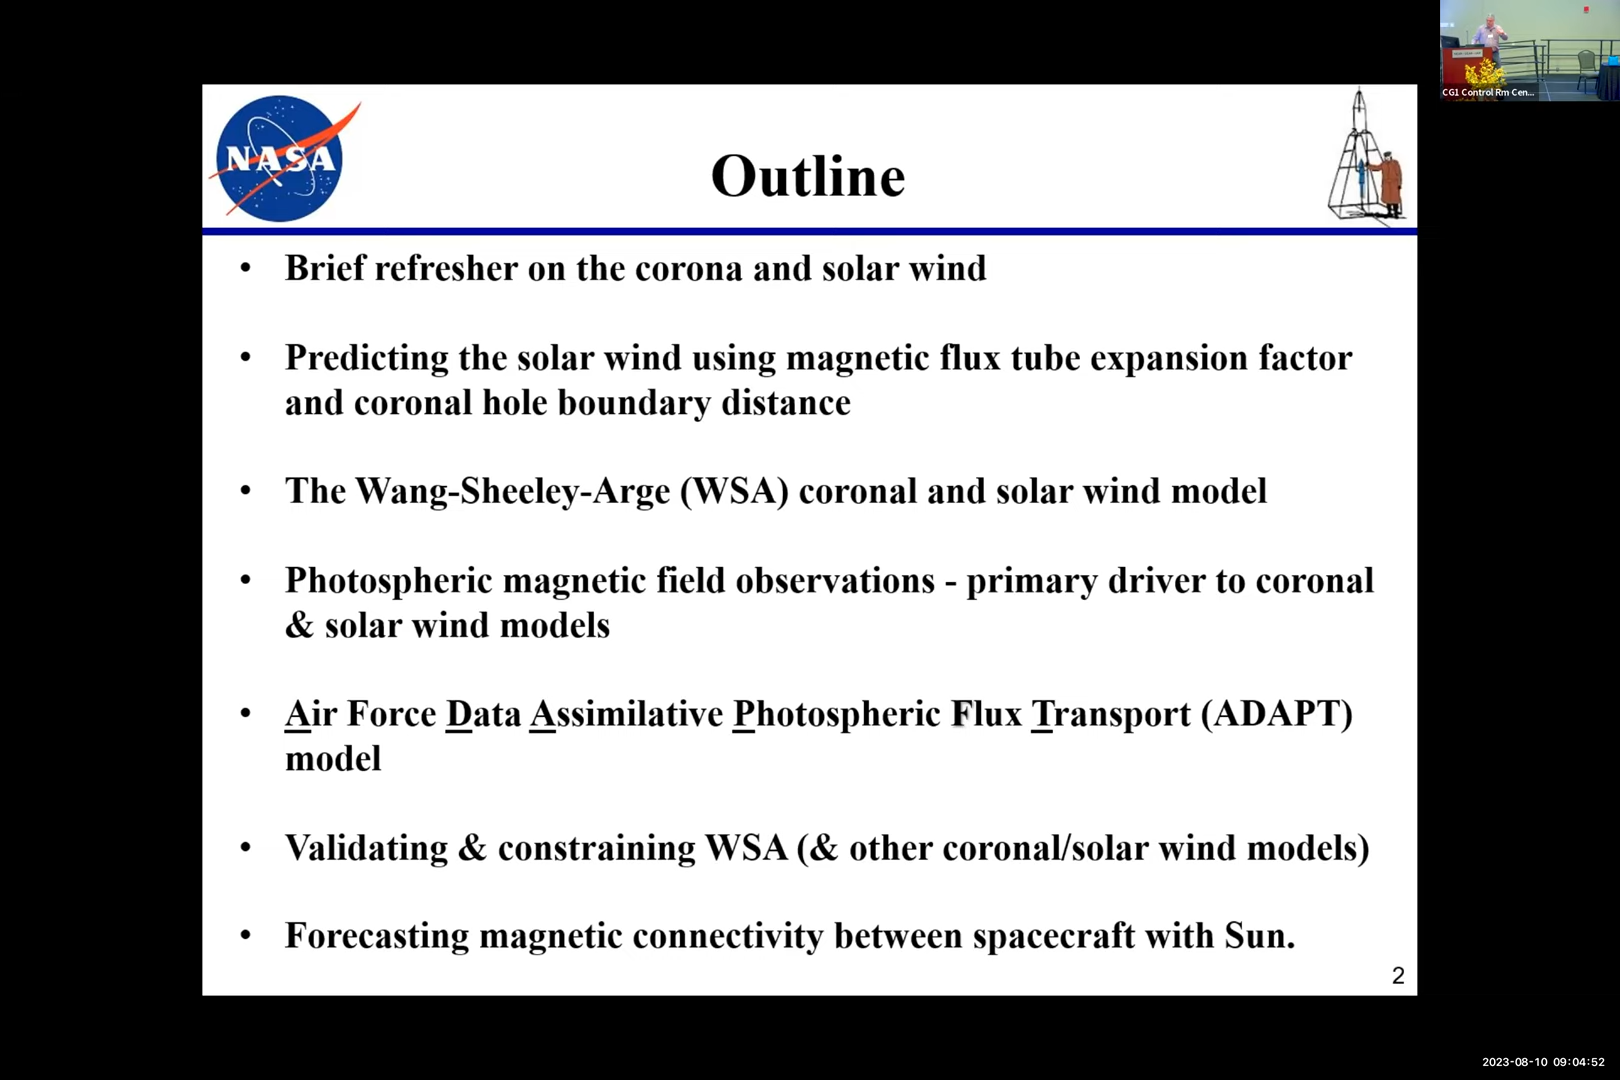 CG1 Control Rm Cen...
NASA
Outline
• Brief refresher on the corona and solar wind
• Predicting the solar wind using magnetic flux tube expansion factor
and coronal hole boundary distance
• The Wang-Sheeley-Arge (WSA) coronal and solar wind model
• Photospheric magnetic field observations - primary driver to coronal
& solar wind models
• Air Force Data Assimilative Photospheric Flux Transport (ADAPT)
model
• Validating & constraining WSA (& other coronal/solar wind models)
• Forecasting magnetic connectivity between spacecraft with Sun.
2
2023-08-10 09:04:52